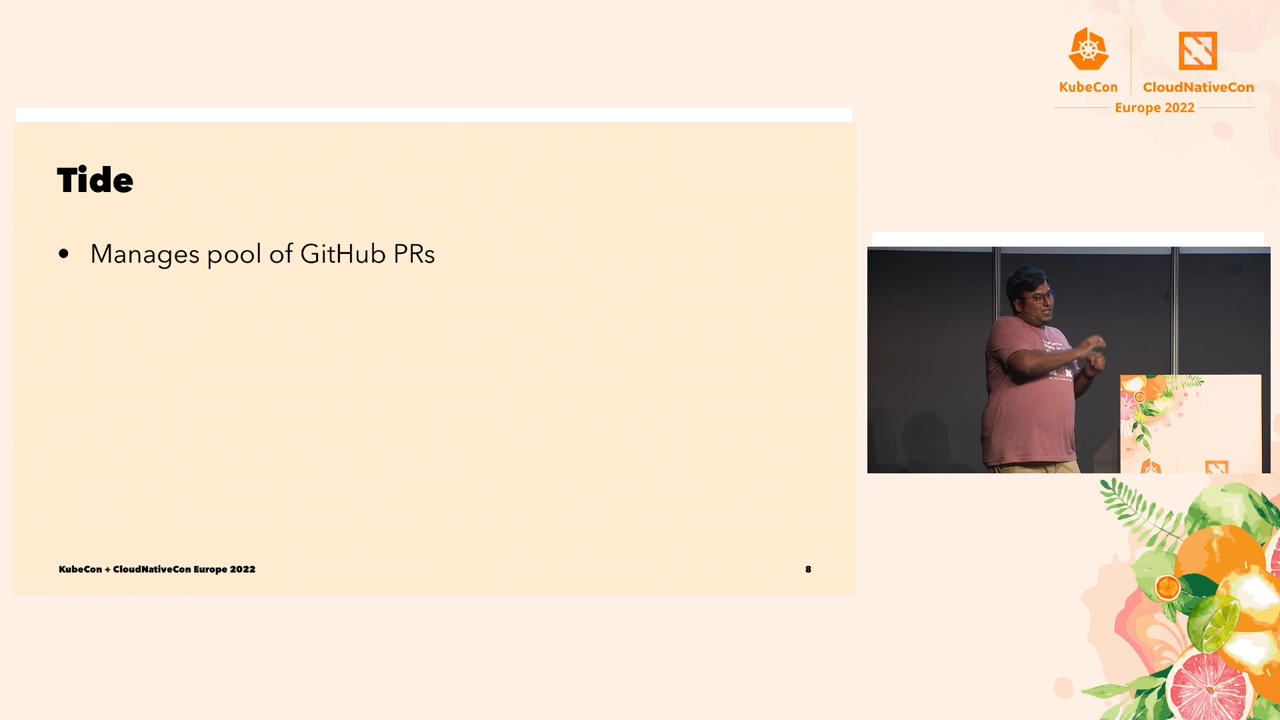 KubeCon
CloudNativeCon
Europe 2022
Tide
• Manages pool of GitHub PRs
KubeCon + CloudNativeCon Europe 2022
8